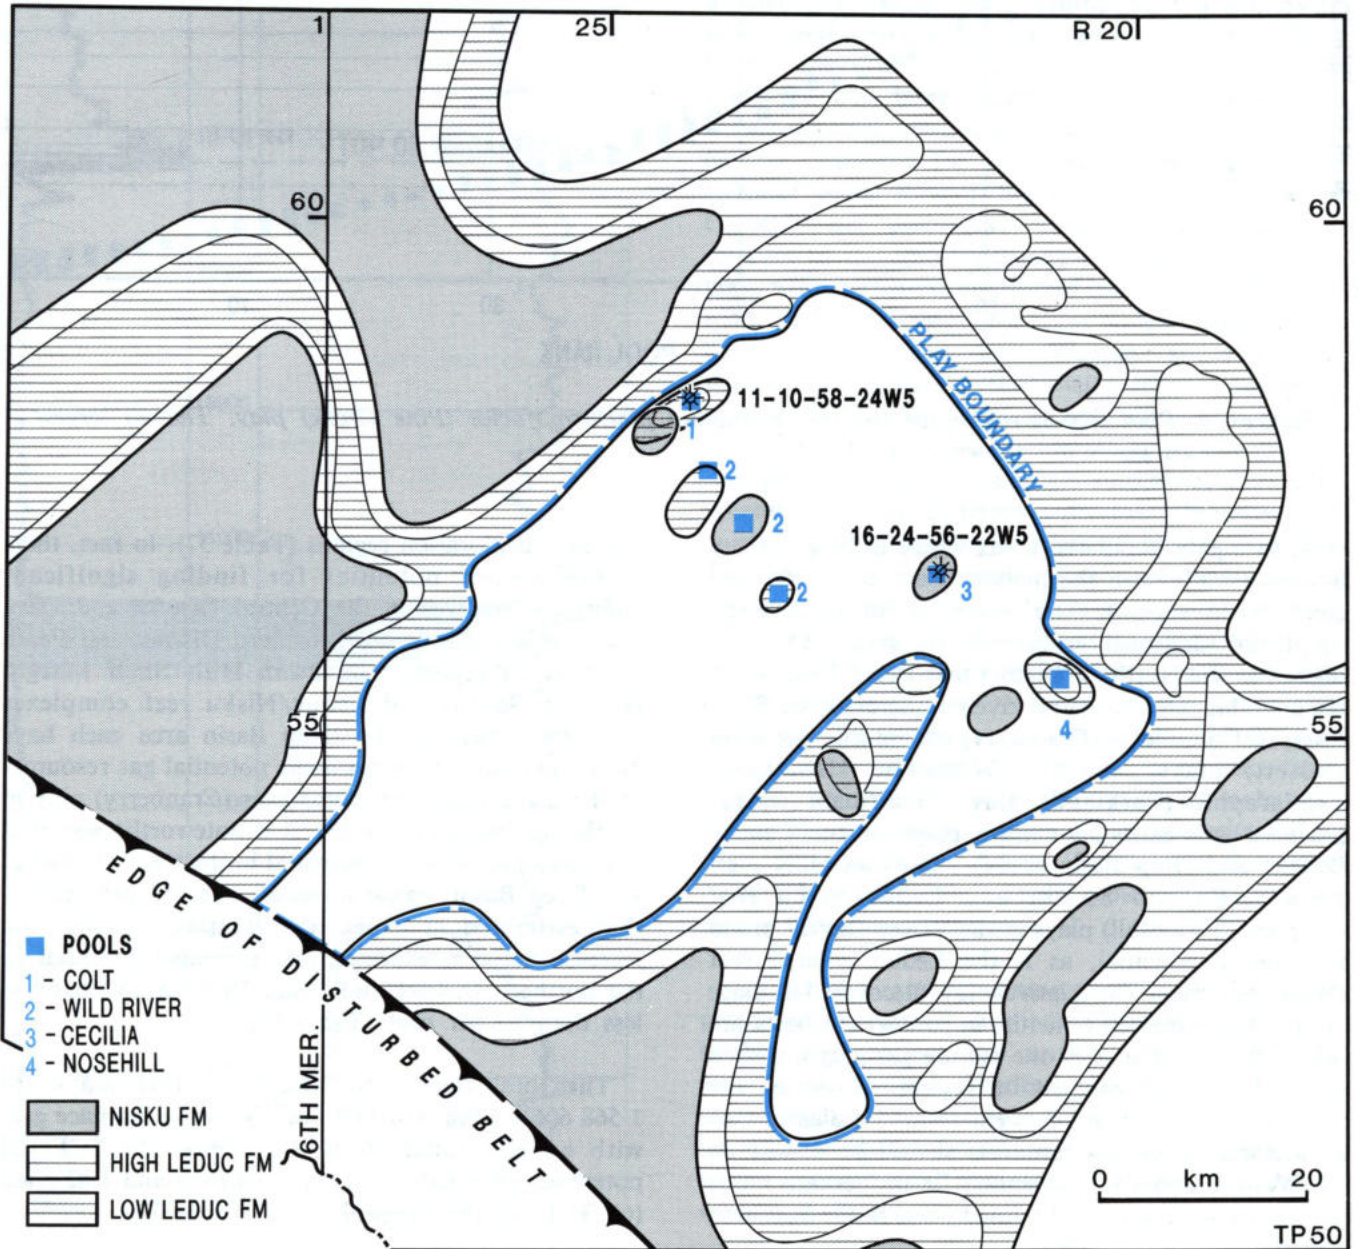 1
25
R 20
60
60
PLAY BOUNDARY
11-10-58-24W5
1
2
2
16-24-56-22W5
2
3
55
55
4
EDGE OF DISTURBED BELT
POOLS
1 - COLT
2 - WILD RIVER
3 - CECILIA
4 - NOSEHILL
6TH MER.
NISKU FM
HIGH LEDUC FM
LOW LEDUC FM
0 km 20
TP50